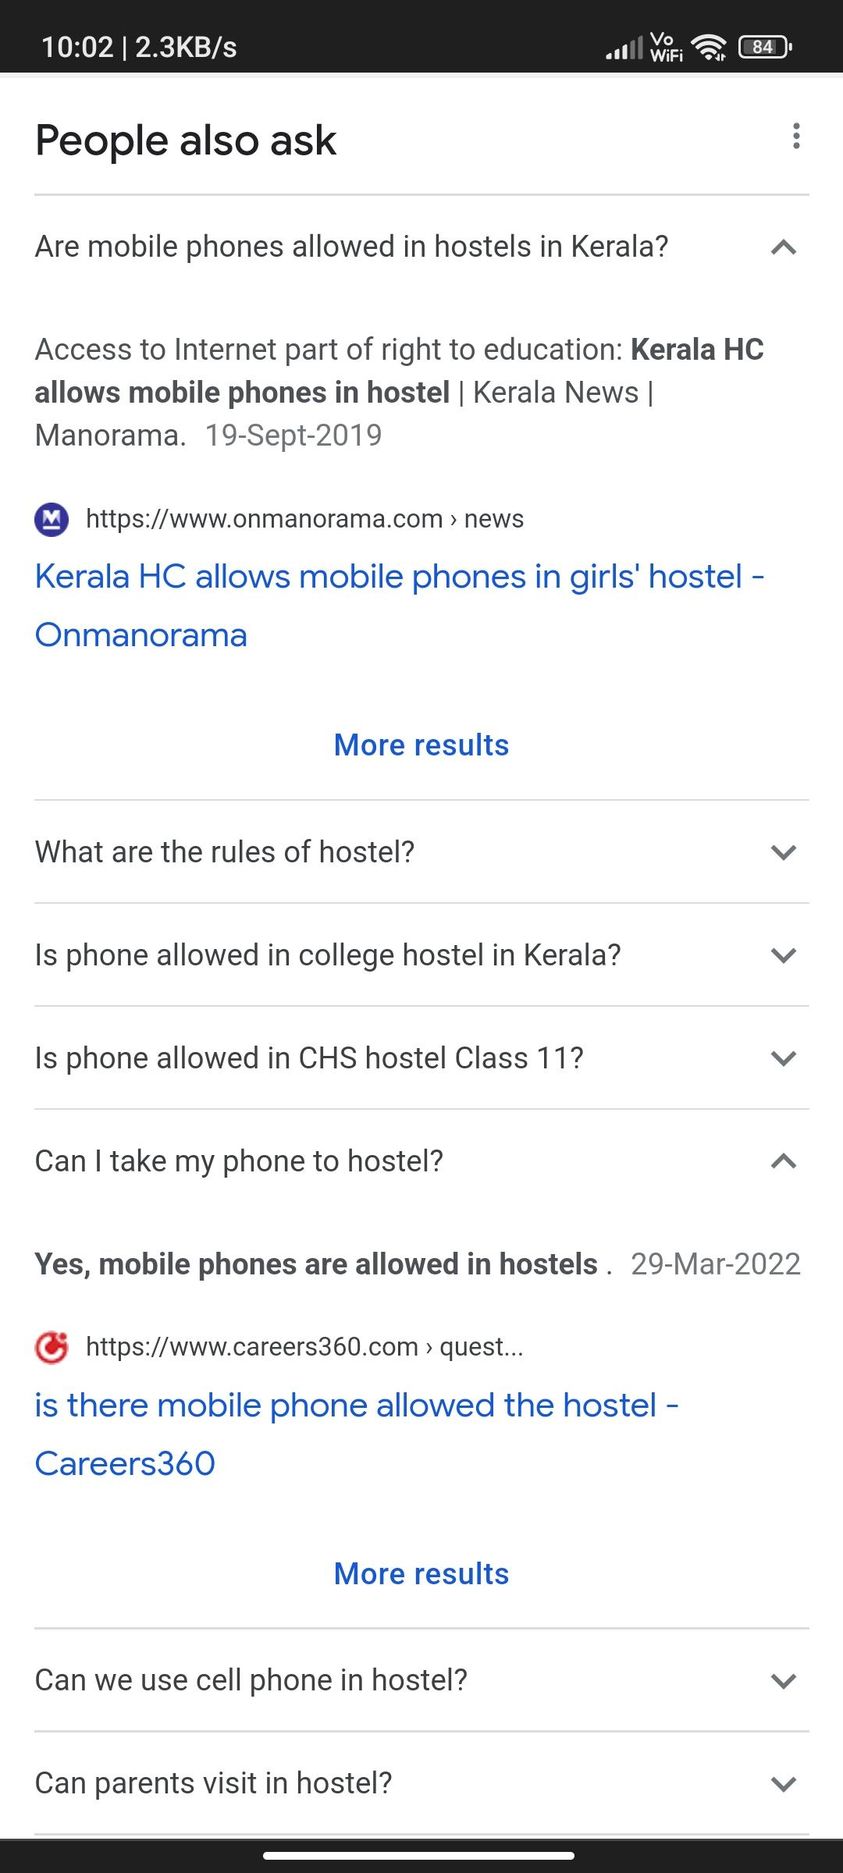 10:02 | 2.3KB/s
Vo
WiFi
84
People also ask
Are mobile phones allowed in hostels in Kerala?
Access to Internet part of right to education: Kerala HC
allows mobile phones in hostel | Kerala News |
Manorama. 19-Sept-2019
https://www.onmanorama.com › news
Kerala HC allows mobile phones in girls' hostel -
Onmanorama
More results
What are the rules of hostel?
Is phone allowed in college hostel in Kerala?
Is phone allowed in CHS hostel Class 11?
Can I take my phone to hostel?
Yes, mobile phones are allowed in hostels . 29-Mar-2022
https://www.careers360.com › quest...
is there mobile phone allowed the hostel -
Careers360
More results
Can we use cell phone in hostel?
Can parents visit in hostel?